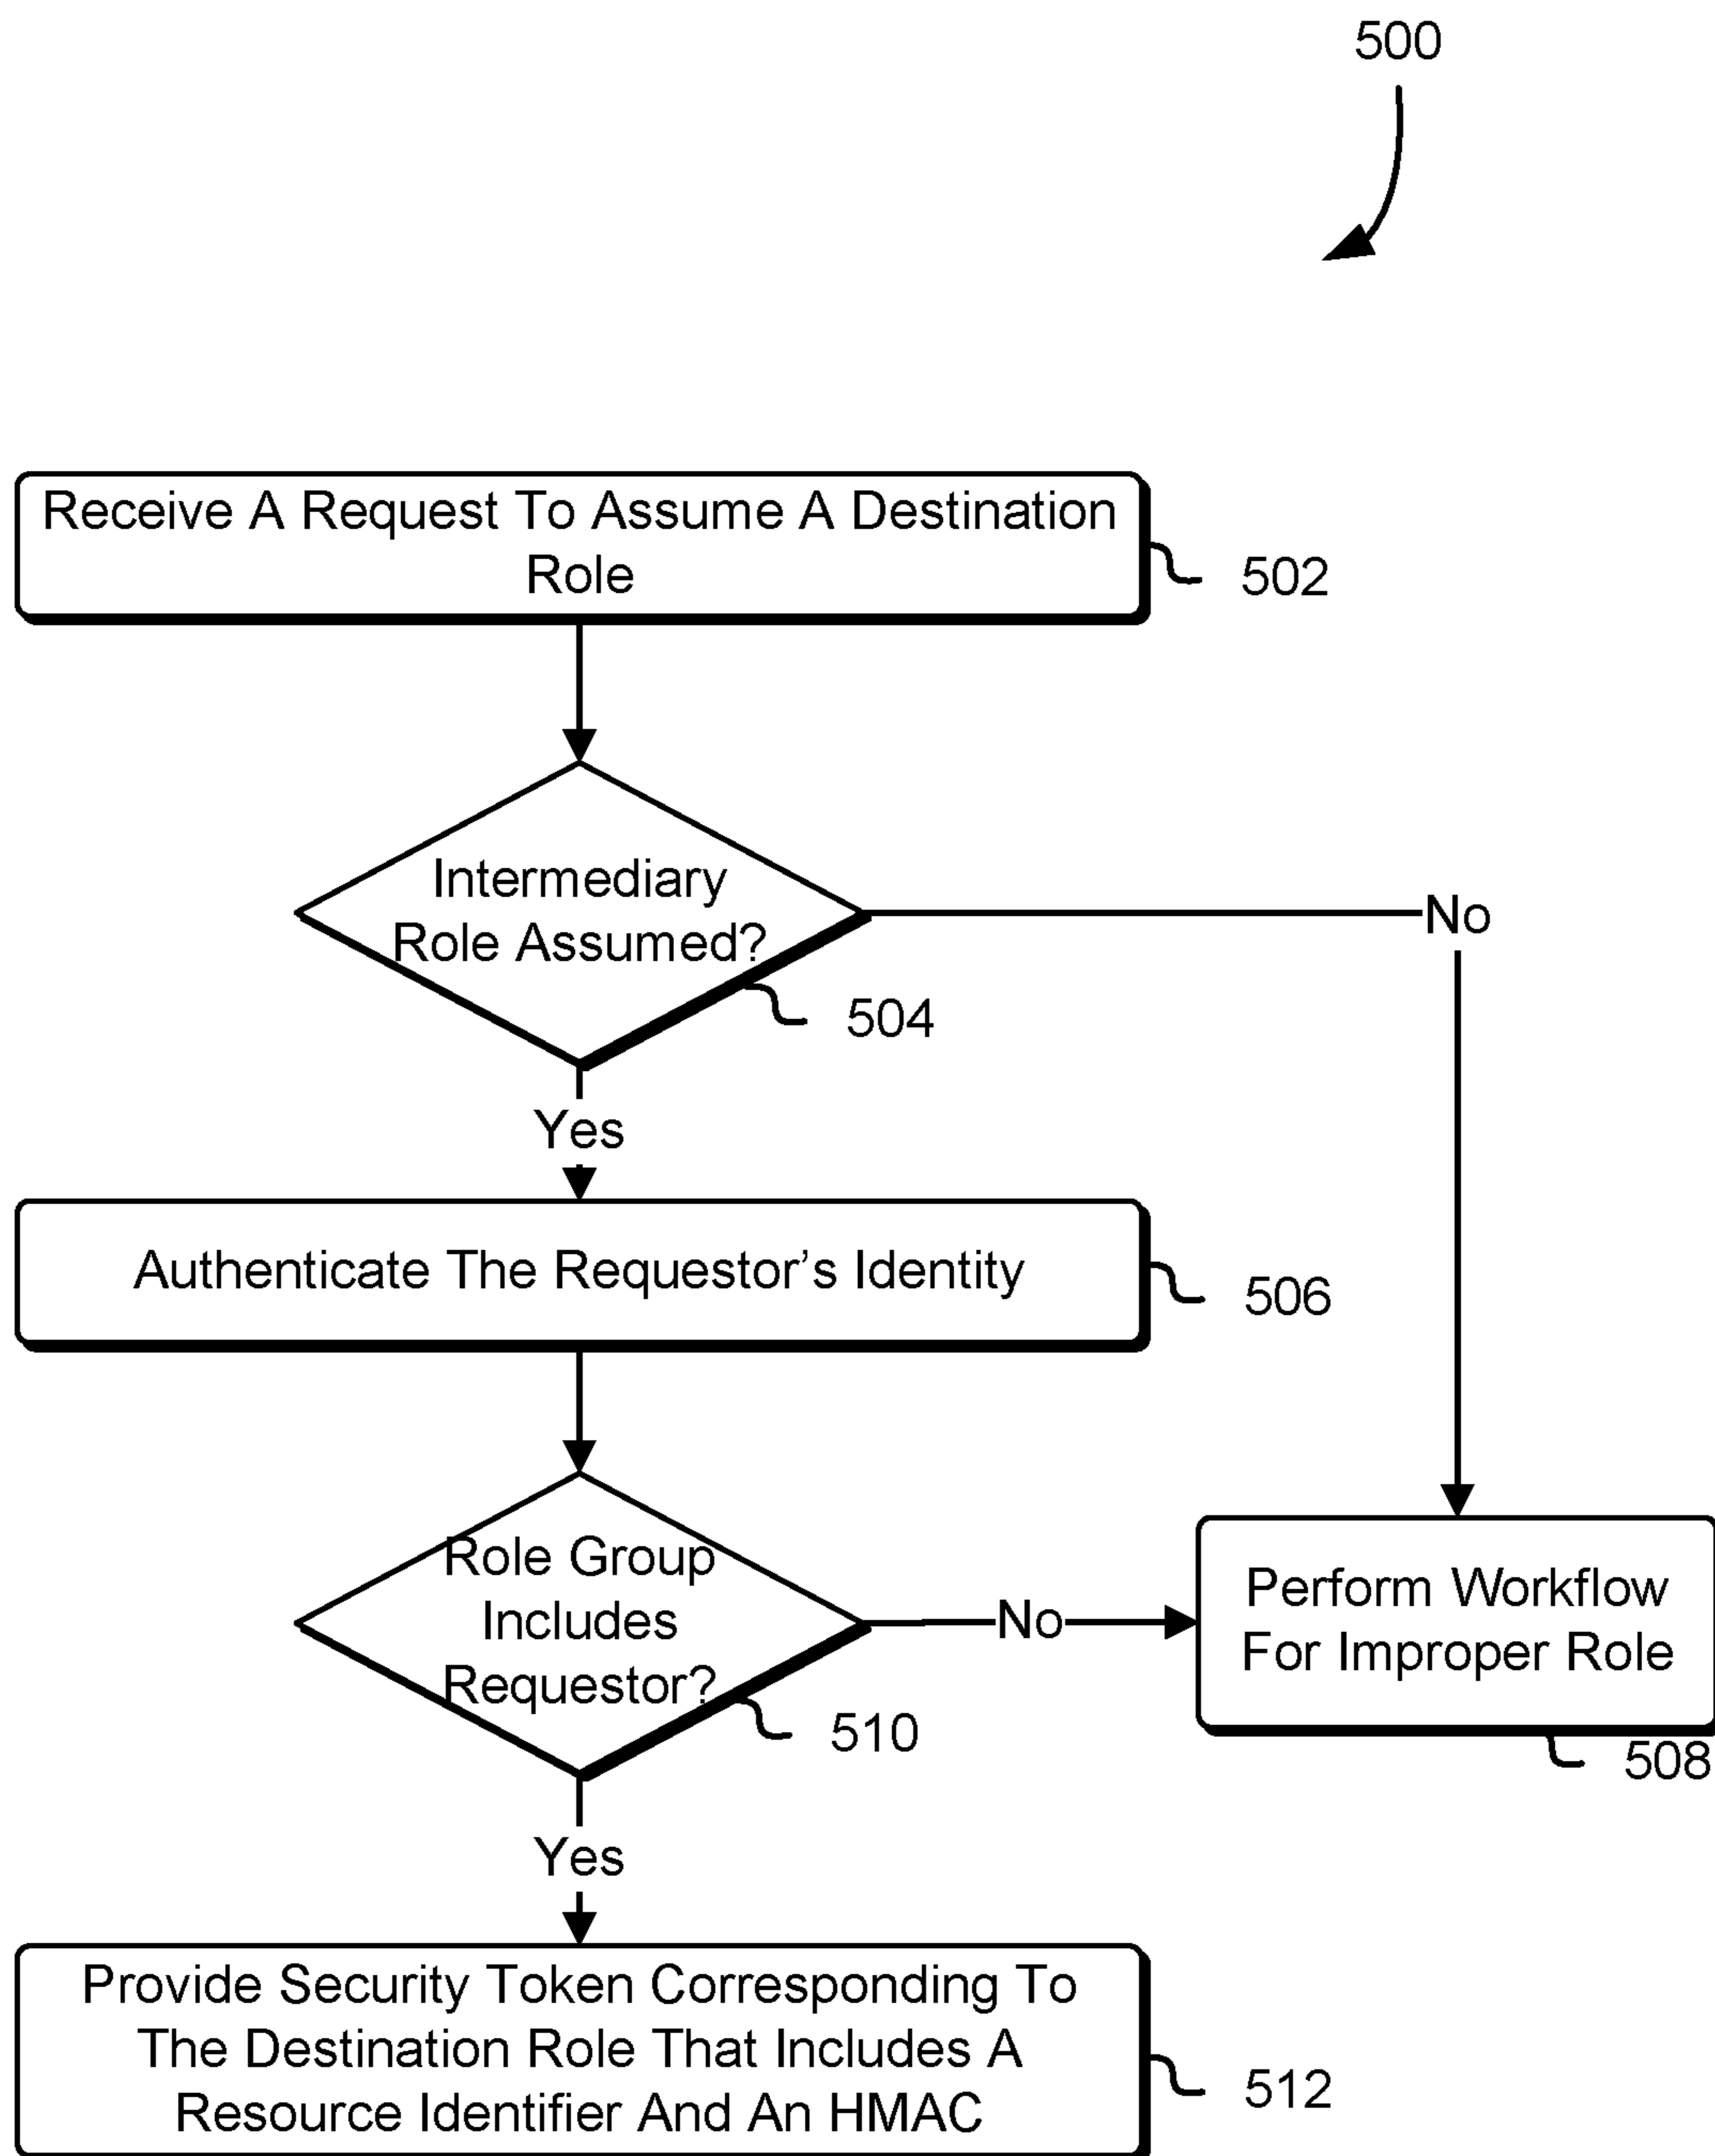 500
Receive A Request To Assume A Destination
Role
502
Intermediary
Role Assumed?
No
504
Yes
Authenticate The Requestor’s Identity
506
Role Group
Includes
Requestor?
No
510
Perform Workflow
For Improper Role
508
Yes
Provide Security Token Corresponding To
The Destination Role That Includes A
Resource Identifier And An HMAC
512